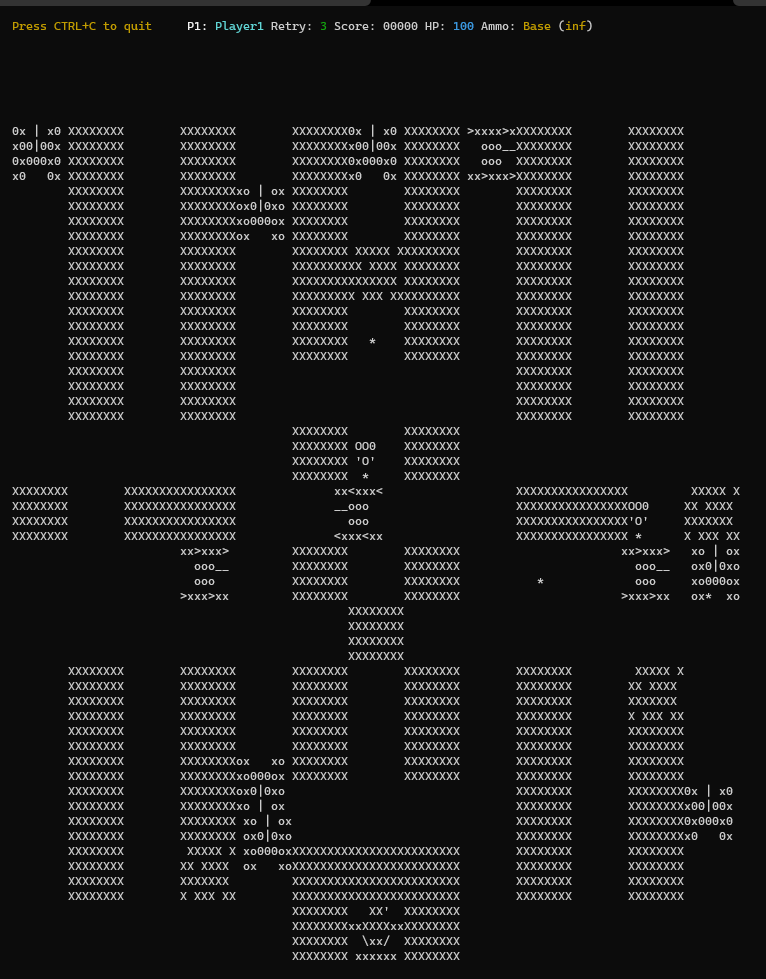 Press CTRL+C to quit     P1: Player1 Retry: 3 Score: 00000 HP: 100 Ammo: Base (inf)
0x | x0 XXXXXXXX        XXXXXXXX        XXXXXXXX0x | x0 XXXXXXXX >xxxx>xXXXXXXXX        XXXXXXXX
x00|00x XXXXXXXX        XXXXXXXX        XXXXXXXXx00|00x XXXXXXXX   ooo__XXXXXXXX        XXXXXXXX
0x000x0 XXXXXXXX        XXXXXXXX        XXXXXXXX0x000x0 XXXXXXXX   ooo  XXXXXXXX        XXXXXXXX
x0   0x XXXXXXXX        XXXXXXXX        XXXXXXXXx0   0x XXXXXXXX xx>xxx>XXXXXXXX        XXXXXXXX
        XXXXXXXX        XXXXXXXXxo | ox XXXXXXXX        XXXXXXXX        XXXXXXXX        XXXXXXXX
        XXXXXXXX        XXXXXXXXox0|0xo XXXXXXXX        XXXXXXXX        XXXXXXXX        XXXXXXXX
        XXXXXXXX        XXXXXXXXxo000ox XXXXXXXX        XXXXXXXX        XXXXXXXX        XXXXXXXX
        XXXXXXXX        XXXXXXXXox   xo XXXXXXXX        XXXXXXXX        XXXXXXXX        XXXXXXXX
        XXXXXXXX        XXXXXXXX        XXXXXXXX XXXXX XXXXXXXXX        XXXXXXXX        XXXXXXXX
        XXXXXXXX        XXXXXXXX        XXXXXXXXXX XXXX XXXXXXXX        XXXXXXXX        XXXXXXXX
        XXXXXXXX        XXXXXXXX        XXXXXXXXXXXXXXX XXXXXXXX        XXXXXXXX        XXXXXXXX
        XXXXXXXX        XXXXXXXX        XXXXXXXXX XXX XXXXXXXXXX        XXXXXXXX        XXXXXXXX
        XXXXXXXX        XXXXXXXX        XXXXXXXX        XXXXXXXX        XXXXXXXX        XXXXXXXX
        XXXXXXXX        XXXXXXXX        XXXXXXXX        XXXXXXXX        XXXXXXXX        XXXXXXXX
        XXXXXXXX        XXXXXXXX        XXXXXXXX   *    XXXXXXXX        XXXXXXXX        XXXXXXXX
        XXXXXXXX        XXXXXXXX        XXXXXXXX        XXXXXXXX        XXXXXXXX        XXXXXXXX
        XXXXXXXX        XXXXXXXX                                        XXXXXXXX        XXXXXXXX
        XXXXXXXX        XXXXXXXX                                        XXXXXXXX        XXXXXXXX
        XXXXXXXX        XXXXXXXX                                        XXXXXXXX        XXXXXXXX
        XXXXXXXX        XXXXXXXX                                        XXXXXXXX        XXXXXXXX
                                        XXXXXXXX        XXXXXXXX
                                        XXXXXXXX OO0    XXXXXXXX
                                        XXXXXXXX 'O'    XXXXXXXX
                                        XXXXXXXX  *     XXXXXXXX
XXXXXXXX        XXXXXXXXXXXXXXXX              xx<xxx<                   XXXXXXXXXXXXXXXX         XXXXX X
XXXXXXXX        XXXXXXXXXXXXXXXX              __ooo                     XXXXXXXXXXXXXXXXOO0     XX XXXX
XXXXXXXX        XXXXXXXXXXXXXXXX                ooo                     XXXXXXXXXXXXXXXX'O'     XXXXXXX
XXXXXXXX        XXXXXXXXXXXXXXXX              <xxx<xx                   XXXXXXXXXXXXXXXX *      X XXX XX
                        xx>xxx>         XXXXXXXX        XXXXXXXX                       xx>xxx>   xo | ox
                          ooo__         XXXXXXXX        XXXXXXXX                         ooo__   ox0|0xo
                          ooo           XXXXXXXX        XXXXXXXX           *             ooo     xo000ox
                        >xxx>xx         XXXXXXXX        XXXXXXXX                       >xxx>xx   ox*  xo
                                                XXXXXXXX
                                                XXXXXXXX
                                                XXXXXXXX
                                                XXXXXXXX
        XXXXXXXX        XXXXXXXX        XXXXXXXX        XXXXXXXX        XXXXXXXX         XXXXX X
        XXXXXXXX        XXXXXXXX        XXXXXXXX        XXXXXXXX        XXXXXXXX        XX XXXX
        XXXXXXXX        XXXXXXXX        XXXXXXXX        XXXXXXXX        XXXXXXXX        XXXXXXX
        XXXXXXXX        XXXXXXXX        XXXXXXXX        XXXXXXXX        XXXXXXXX        X XXX XX
        XXXXXXXX        XXXXXXXX        XXXXXXXX        XXXXXXXX        XXXXXXXX        XXXXXXXX
        XXXXXXXX        XXXXXXXX        XXXXXXXX        XXXXXXXX        XXXXXXXX        XXXXXXXX
        XXXXXXXX        XXXXXXXXox   xo XXXXXXXX        XXXXXXXX        XXXXXXXX        XXXXXXXX
        XXXXXXXX        XXXXXXXXxo000ox XXXXXXXX        XXXXXXXX        XXXXXXXX        XXXXXXXX
        XXXXXXXX        XXXXXXXXox0|0xo                                 XXXXXXXX        XXXXXXXX0x | x0
        XXXXXXXX        XXXXXXXXxo | ox                                 XXXXXXXX        XXXXXXXXx00|00x
        XXXXXXXX        XXXXXXXX xo | ox                                XXXXXXXX        XXXXXXXX0x000x0
        XXXXXXXX        XXXXXXXX ox0|0xo                                XXXXXXXX        XXXXXXXXx0   0x
        XXXXXXXX         XXXXX X xo000oxXXXXXXXXXXXXXXXXXXXXXXXX        XXXXXXXX        XXXXXXXX
        XXXXXXXX        XX XXXX  ox   xoXXXXXXXXXXXXXXXXXXXXXXXX        XXXXXXXX        XXXXXXXX
        XXXXXXXX        XXXXXXX         XXXXXXXXXXXXXXXXXXXXXXXX        XXXXXXXX        XXXXXXXX
        XXXXXXXX        X XXX XX        XXXXXXXXXXXXXXXXXXXXXXXX        XXXXXXXX        XXXXXXXX
                                        XXXXXXXX   XX'  XXXXXXXX
                                        XXXXXXXXxxXXXXxxXXXXXXXX
                                        XXXXXXXX  \xx/  XXXXXXXX
                                        XXXXXXXX xxxxxx XXXXXXXX